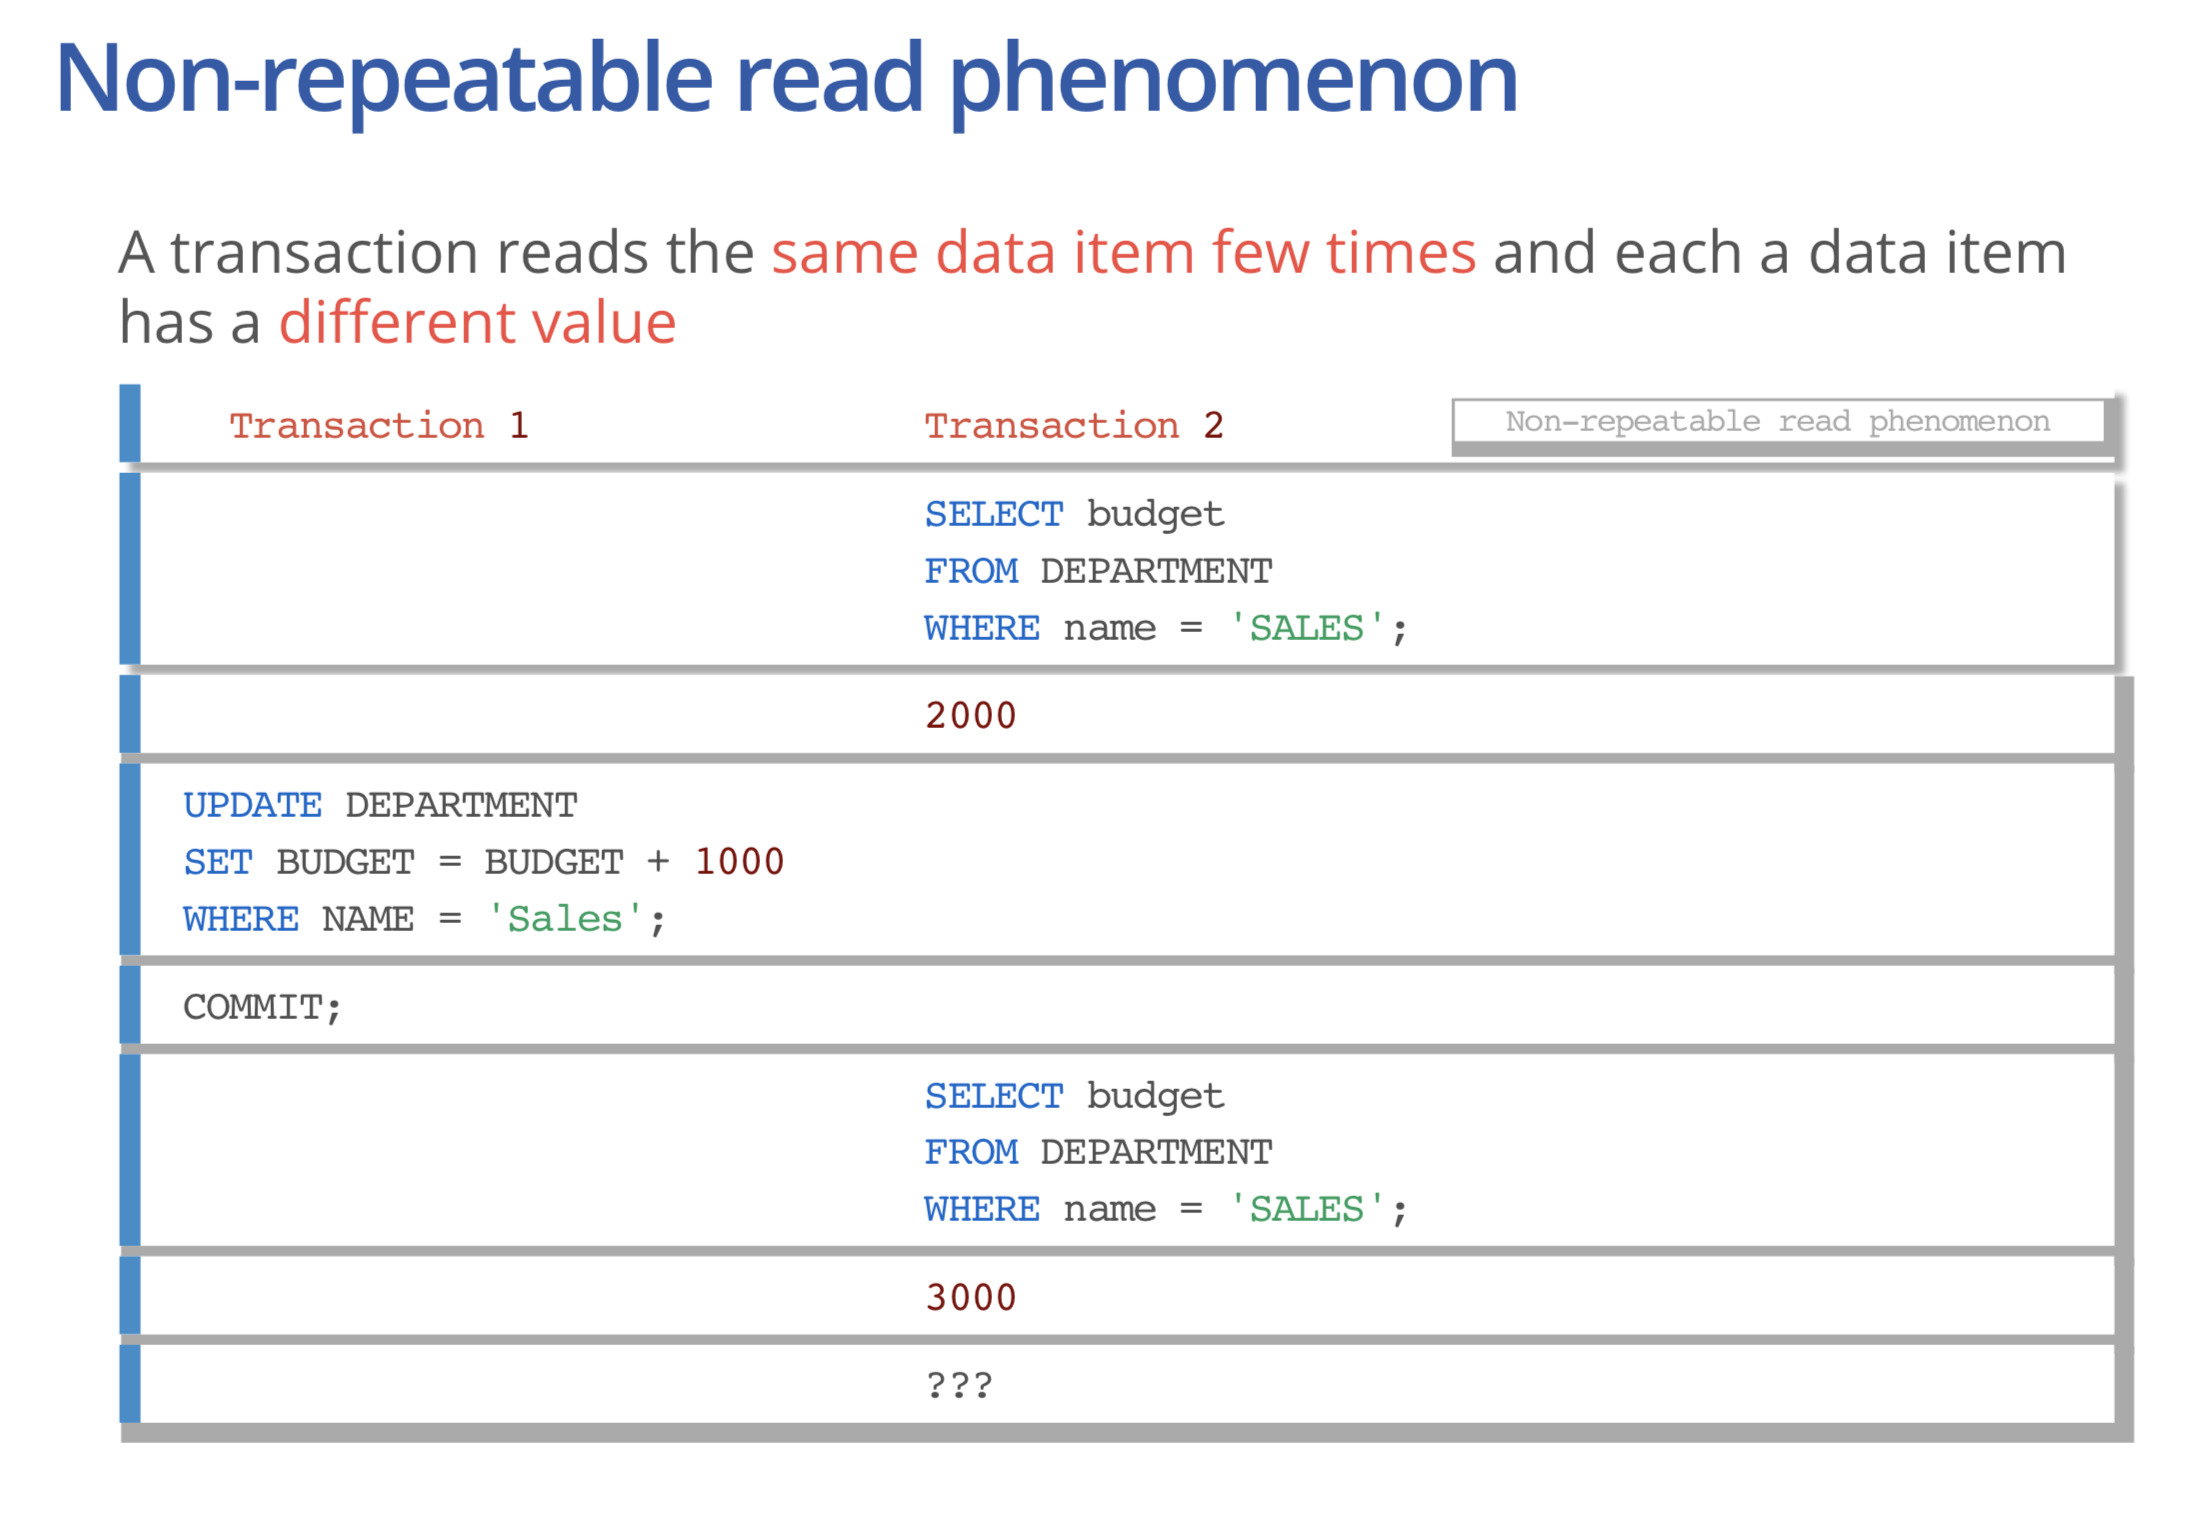 Non-repeatable read phenomenon
A transaction reads the same data item few times and each a data item
has a different value
Transaction 1 Transaction 2 Non-repeatable read phenomenon
SELECT budget
FROM DEPARTMENT
WHERE name = 'SALES';
2000
UPDATE DEPARTMENT
SET BUDGET = BUDGET + 1000
WHERE NAME = 'Sales';
COMMIT;
SELECT budget
FROM DEPARTMENT
WHERE name = 'SALES';
3000
???